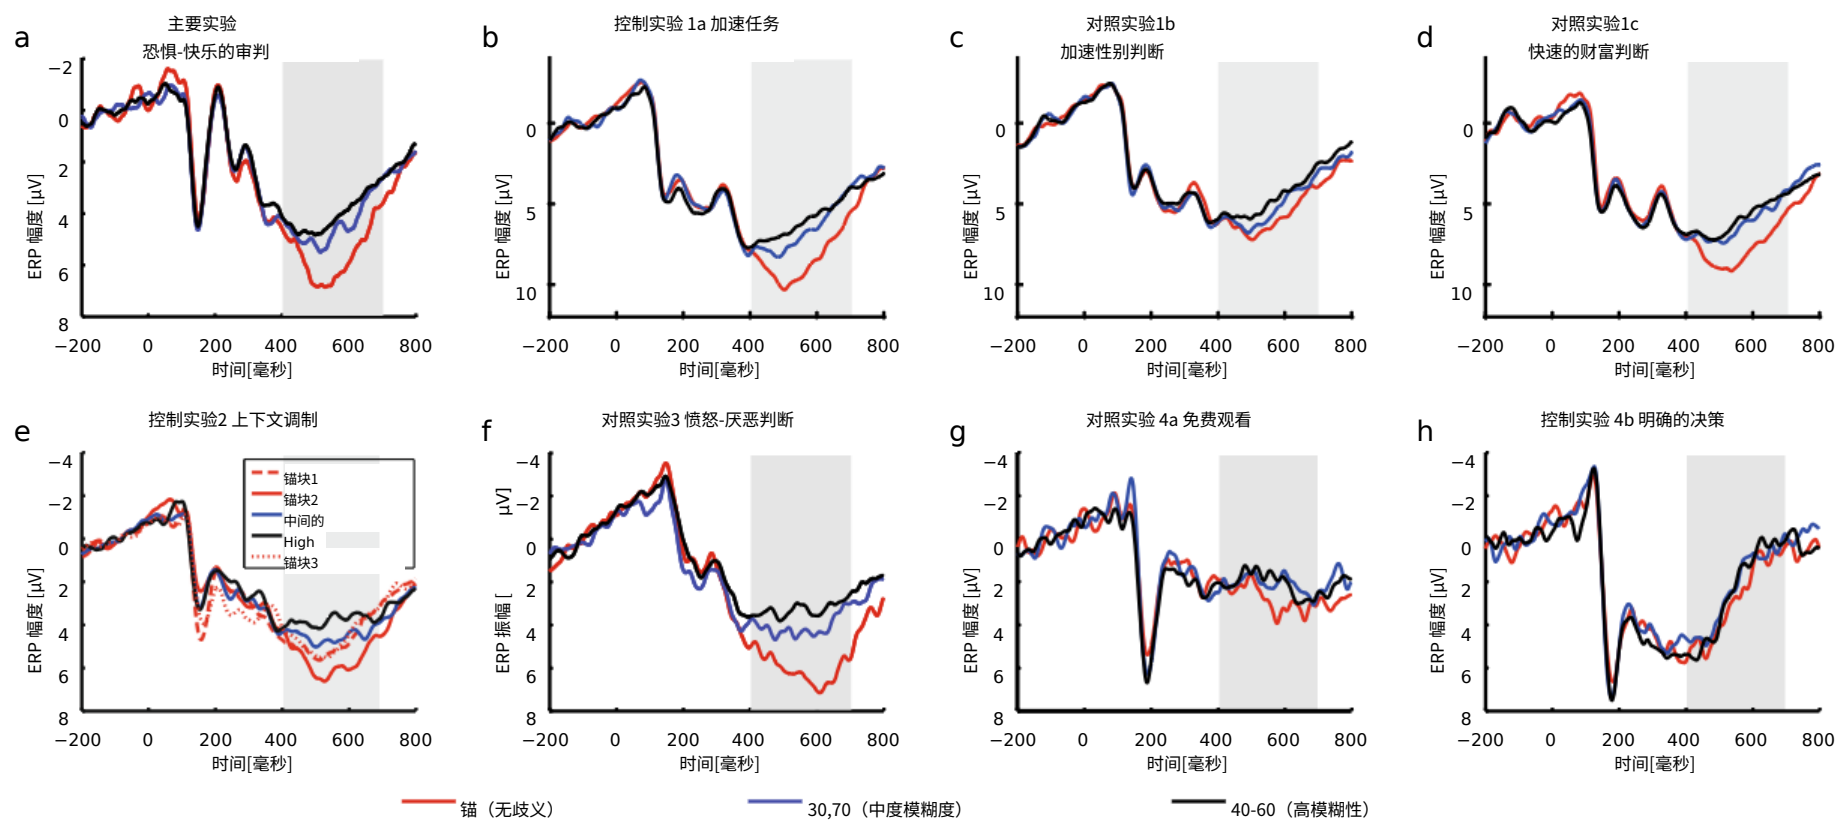 a
主要实验
恐惧-快乐的审判
−2
0
2
4
6
8
ERP 幅度 [μV]
−200 0 200 400 600 800
时间[毫秒]
b
控制实验 1a 加速任务
0
5
10
ERP 幅度 [μV]
−200 0 200 400 600 800
时间[毫秒]
c
对照实验1b
加速性别判断
0
5
10
ERP 幅度 [μV]
−200 0 200 400 600 800
时间[毫秒]
d
对照实验1c
快速的财富判断
0
5
10
ERP 幅度 [μV]
−200 0 200 400 600 800
时间[毫秒]
e
控制实验2 上下文调制
−4
−2
0
2
4
6
8
ERP 幅度 [μV]
锚块1
锚块2
中间的
High
锚块3
−200 0 200 400 600 800
时间[毫秒]
f
对照实验3 愤怒-厌恶判断
−4
−2
0
2
4
6
8
μV]
ERP 振幅 [
−200 0 200 400 600 800
时间[毫秒]
g
对照实验 4a 免费观看
−4
−2
0
2
4
6
8
ERP 幅度 [μV]
−200 0 200 400 600 800
时间[毫秒]
h
控制实验 4b 明确的决策
−4
−2
0
2
4
6
8
ERP 幅度 [μV]
−200 0 200 400 600 800
时间[毫秒]
锚（无歧义）
30,70（中度模糊度）
40-60（高模糊性）